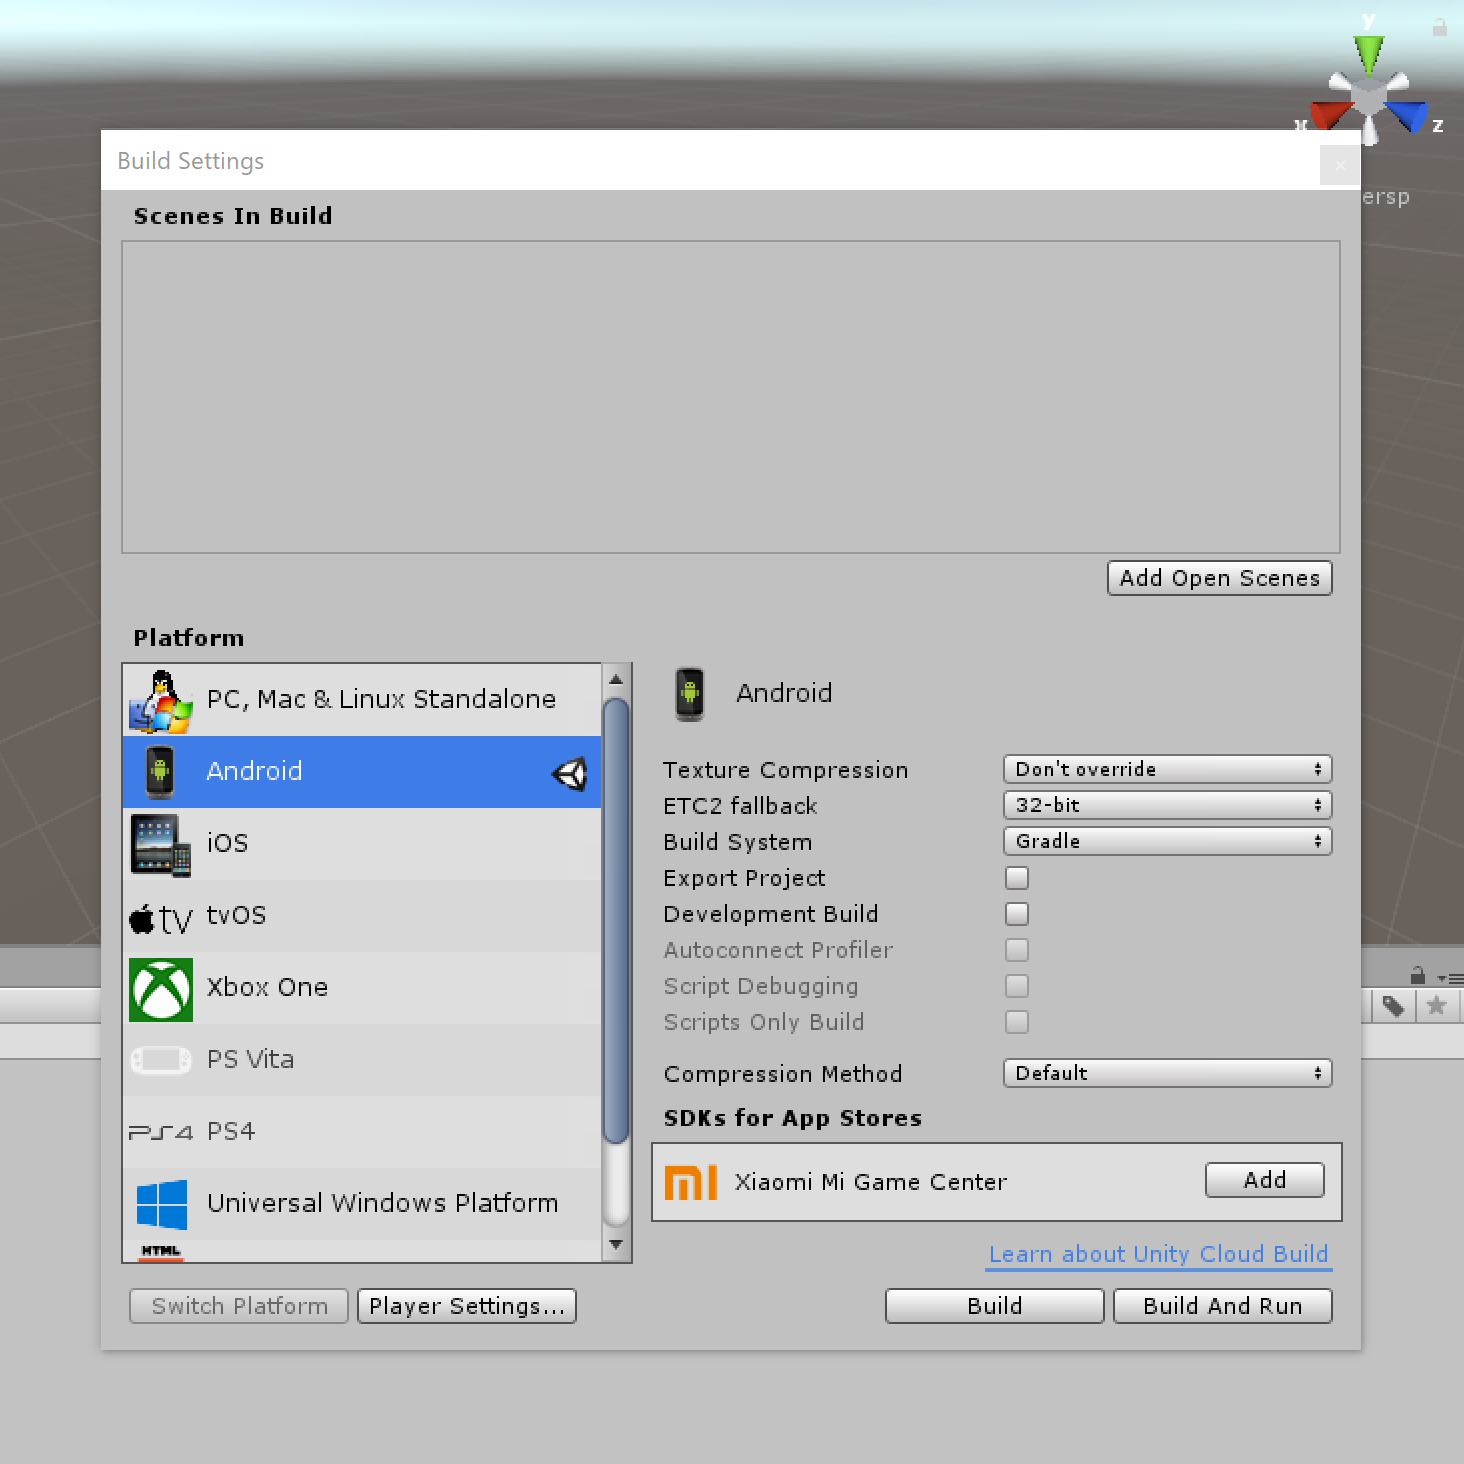 y
x
z
ersp
Build Settings
Scenes In Build
Add Open Scenes
Platform
PC, Mac & Linux Standalone
Android
iOS
tv tvOS
Xbox One
PS Vita
PS4 PS4
Universal Windows Platform
HTML
Switch Platform
Player Settings...
Android
Texture Compression Don't override
ETC2 fallback 32-bit
Build System Gradle
Export Project
Development Build
Autoconnect Profiler
Script Debugging
Scripts Only Build
Compression Method Default
SDKs for App Stores
MI Xiaomi Mi Game Center Add
Learn about Unity Cloud Build
Build
Build And Run